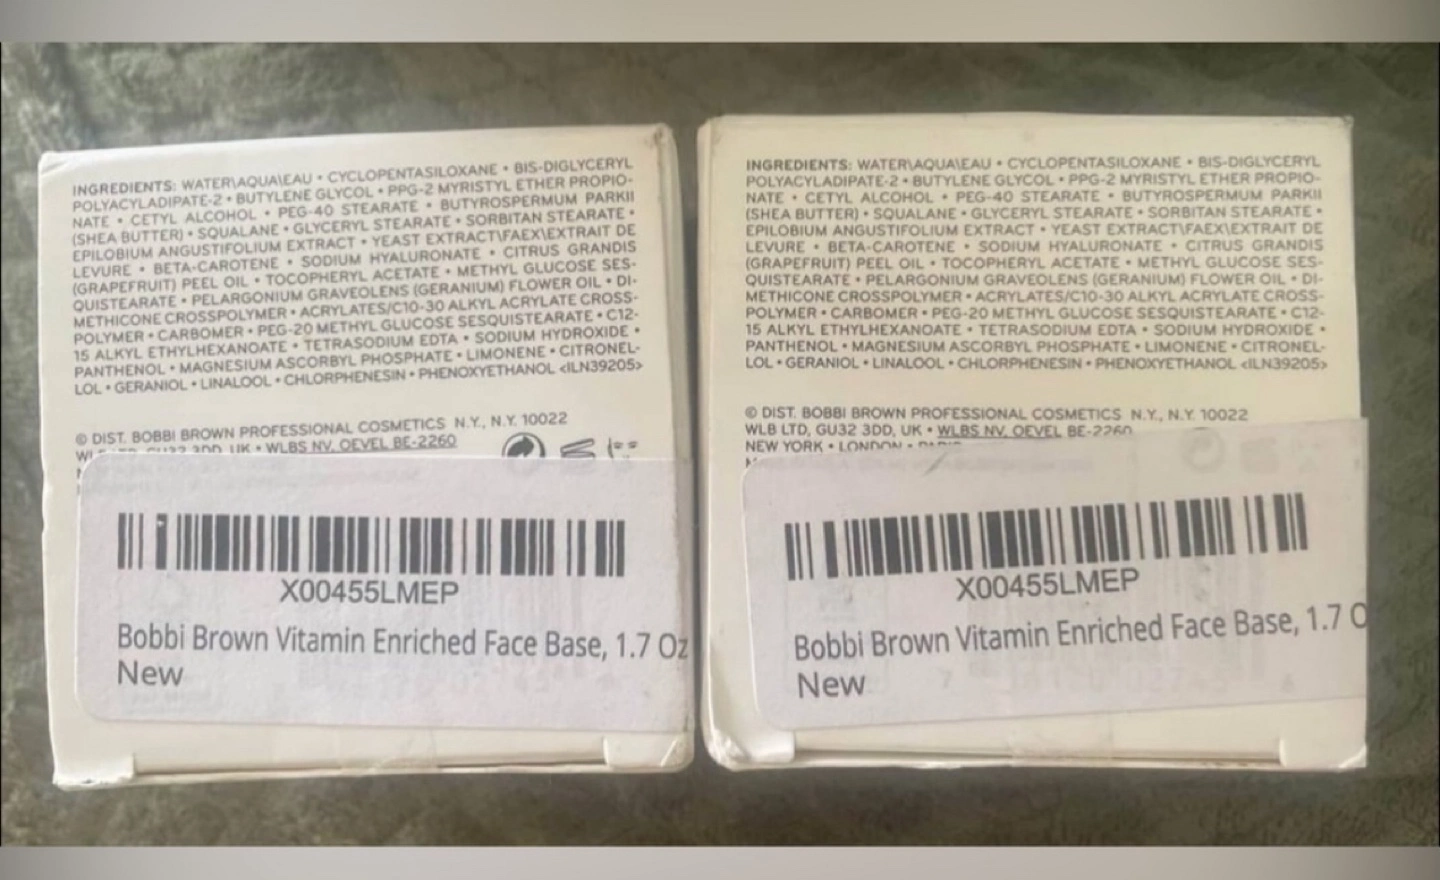 INGREDIENTS: WATER\AQUA\EAU • CYCLOPENTASILOXANE • BIS-DIGLYCERYL
POLYACYLADIPATE-2 • BUTYLENE GLYCOL • PPG-2 MYRISTYL ETHER PROPIO-
NATE • CETYL ALCOHOL • PEG-40 STEARATE • BUTYROSPERMUM PARKII
(SHEA BUTTER) • SQUALANE • GLYCERYL STEARATE • SORBITAN STEARATE •
EPILOBIUM ANGUSTIFOLIUM EXTRACT • YEAST EXTRACT\FAEX\EXTRAIT DE
LEVURE • BETA-CAROTENE • SODIUM HYALURONATE • CITRUS GRANDIS
(GRAPEFRUIT) PEEL OIL • TOCOPHERYL ACETATE • METHYL GLUCOSE SES-
QUISTEARATE • PELARGONIUM GRAVEOLENS (GERANIUM) FLOWER OIL • DI-
METHICONE CROSSPOLYMER • ACRYLATES/C10-30 ALKYL ACRYLATE CROSS-
POLYMER • CARBOMER • PEG-20 METHYL GLUCOSE SESQUISTEARATE • C12-
15 ALKYL ETHYLHEXANOATE • TETRASODIUM EDTA • SODIUM HYDROXIDE •
PANTHENOL • MAGNESIUM ASCORBYL PHOSPHATE • LIMONENE • CITRONEL-
LOL • GERANIOL • LINALOOL • CHLORPHENESIN • PHENOXYETHANOL <ILN39205>
© DIST. BOBBI BROWN PROFESSIONAL COSMETICS N.Y., N.Y. 10022
GU32 3DD, UK • WLBS NV, OEVEL BE-2260
X00455LMEP
Bobbi Brown Vitamin Enriched Face Base, 1.7 Oz
New
INGREDIENTS: WATER\AQUA\EAU • CYCLOPENTASILOXANE • BIS-DIGLYCERYL
POLYACYLADIPATE-2 • BUTYLENE GLYCOL • PPG-2 MYRISTYL ETHER PROPIO-
NATE • CETYL ALCOHOL • PEG-40 STEARATE • BUTYROSPERMUM PARKII
(SHEA BUTTER) • SQUALANE • GLYCERYL STEARATE • SORBITAN STEARATE •
EPILOBIUM ANGUSTIFOLIUM EXTRACT • YEAST EXTRACT\FAEX\EXTRAIT DE
LEVURE • BETA-CAROTENE • SODIUM HYALURONATE • CITRUS GRANDIS
(GRAPEFRUIT) PEEL OIL • TOCOPHERYL ACETATE • METHYL GLUCOSE SES-
QUISTEARATE • PELARGONIUM GRAVEOLENS (GERANIUM) FLOWER OIL • DI-
METHICONE CROSSPOLYMER • ACRYLATES/C10-30 ALKYL ACRYLATE CROSS-
POLYMER • CARBOMER • PEG-20 METHYL GLUCOSE SESQUISTEARATE • C12-
15 ALKYL ETHYLHEXANOATE • TETRASODIUM EDTA • SODIUM HYDROXIDE •
PANTHENOL • MAGNESIUM ASCORBYL PHOSPHATE • LIMONENE • CITRONEL-
LOL • GERANIOL • LINALOOL • CHLORPHENESIN • PHENOXYETHANOL <ILN39205>
© DIST. BOBBI BROWN PROFESSIONAL COSMETICS N.Y., N.Y. 10022
WLB LTD, GU32 3DD, UK • WLBS NV, OEVEL BE-2260
NEW YORK • LONDON •
X00455LMEP
Bobbi Brown Vitamin Enriched Face Base, 1.7 O
New